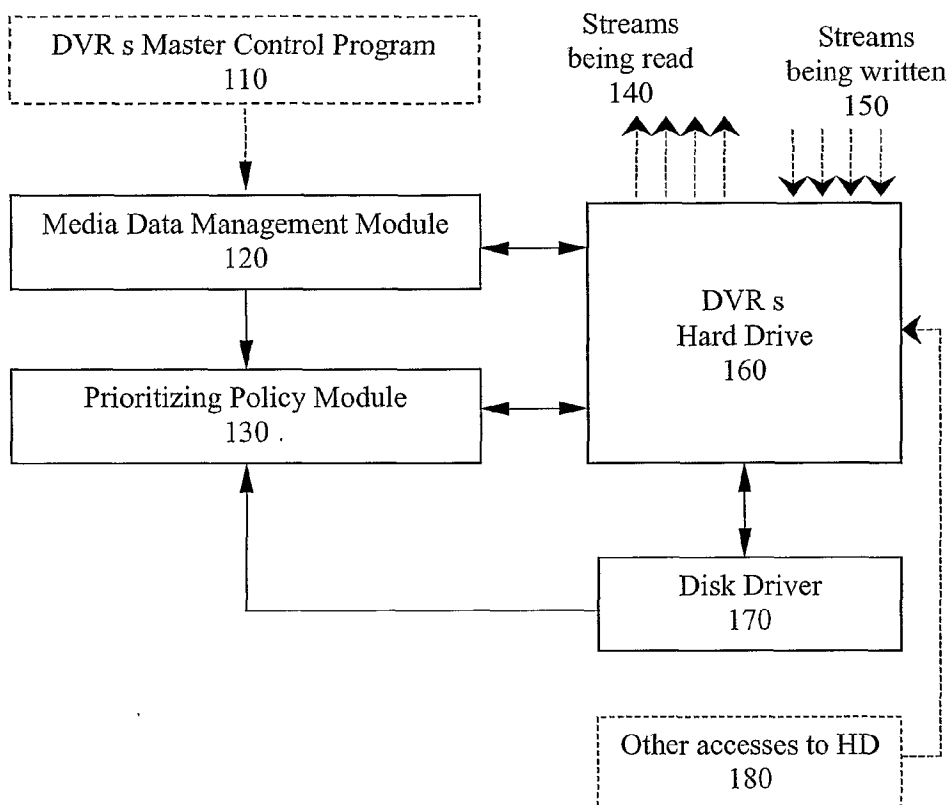 DVR s Master Control Program
110
Streams
being read
140
Streams
being written
150
Media Data Management Module
120
DVR s
Hard Drive
160
Prioritizing Policy Module
130
Disk Driver
170
Other accesses to HD
180